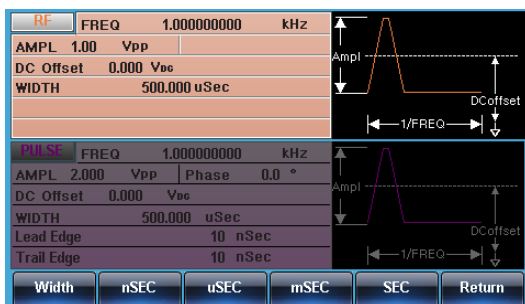 RF FREQ 1.000000000 kHz
AMPL 1.00 Vpp
DC Offset 0.000 VDC
WIDTH 500.000 uSec
Ampl
DCoffset
1/FREQ
PULSE FREQ 1.000000000 kHz
AMPL 2.000 Vpp Phase 0.0 °
DC Offset 0.000 VDC
WIDTH 500.000 uSec
Lead Edge 10 nSec
Trail Edge 10 nSec
Ampl
DCoffset
1/FREQ
Width nSEC uSEC mSEC SEC Return